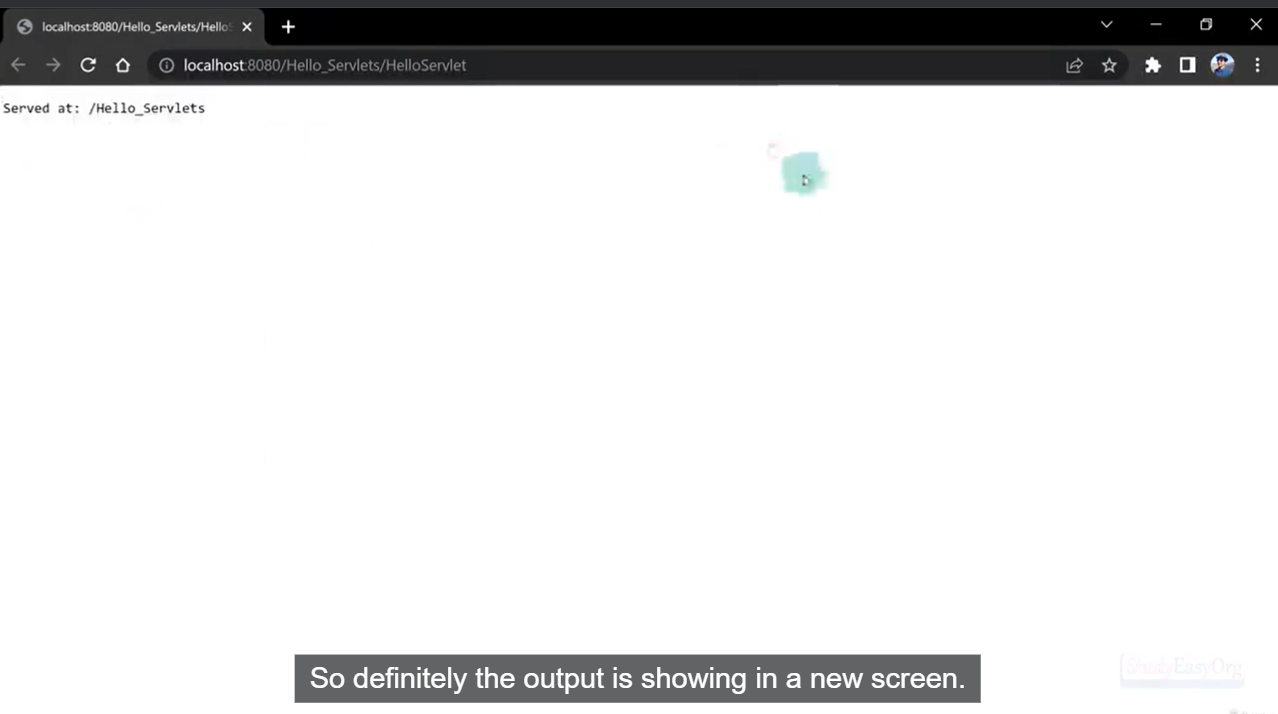 localhost:8080/Hello_Servlets/Hello
localhost:8080/Hello_Servlets/HelloServlet
Served at: /Hello_Servlets
So definitely the output is showing in a new screen.
StudyEasyOrg